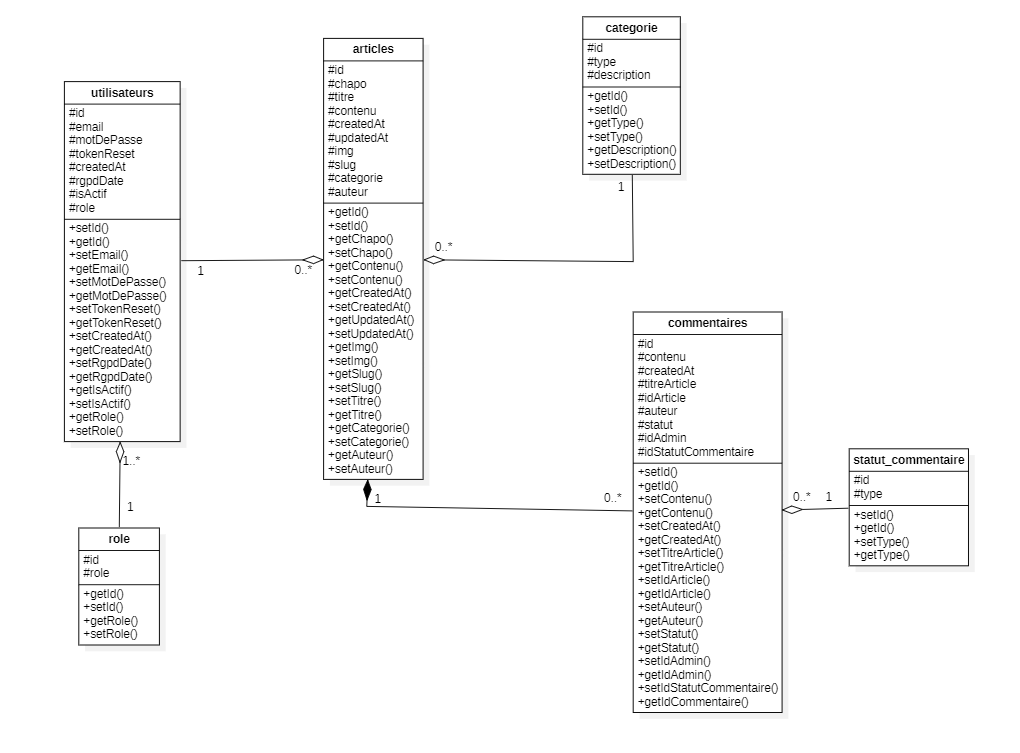 utilisateurs
#id
#email
#motDePasse
#tokenReset
#createdAt
#rgpdDate
#isActif
#role
+setId()
+getId()
+setEmail()
+getEmail()
+setMotDePasse()
+getMotDePasse()
+setTokenReset()
+getTokenReset()
+setCreatedAt()
+getCreatedAt()
+setRgpdDate()
+getRgpdDate()
+getIsActif()
+setIsActif()
+getRole()
+setRole()
1
0..*
1..*
1
role
#id
#role
+getId()
+setId()
+getRole()
+setRole()
articles
#id
#chapo
#titre
#contenu
#createdAt
#updatedAt
#img
#slug
#categorie
#auteur
+getId()
+setId()
+getChapo()
+setChapo()
+getContenu()
+setContenu()
+getCreatedAt()
+setCreatedAt()
+getUpdatedAt()
+setUpdatedAt()
+getImg()
+setImg()
+getSlug()
+setSlug()
+setTitre()
+getTitre()
+getCategorie()
+setCategorie()
+getAuteur()
+setAuteur()
0..*
1
1
0..*
categorie
#id
#type
#description
+getId()
+setId()
+getType()
+setType()
+getDescription()
+setDescription()
commentaires
#id
#contenu
#createdAt
#titreArticle
#idArticle
#auteur
#statut
#idAdmin
#idStatutCommentaire
+setId()
+getId()
+setContenu()
+getContenu()
+setCreatedAt()
+getCreatedAt()
+setTitreArticle()
+getTitreArticle()
+setIdArticle()
+getIdArticle()
+setAuteur()
+getAuteur()
+setStatut()
+getStatut()
+setIdAdmin()
+getIdAdmin()
+setIdStatutCommentaire()
+getIdCommentaire()
0..*
1
statut_commentaire
#id
#type
+setId()
+getId()
+setType()
+getType()